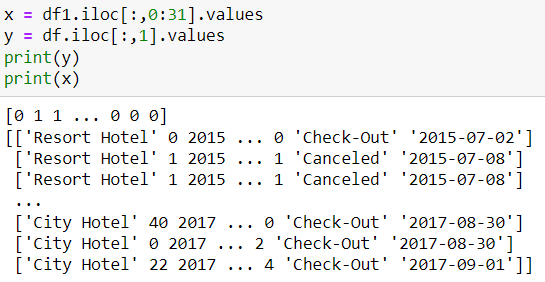 x = df1.iloc[:,0:31].values
y = df.iloc[:,1].values
print(y)
print(x)
[0 1 1 ... 0 0 0]
[['Resort Hotel' 0 2015 ... 0 'Check-Out' '2015-07-02']
['Resort Hotel' 1 2015 ... 1 'Canceled' '2015-07-08']
['Resort Hotel' 1 2015 ... 1 'Canceled' '2015-07-08']
...
['City Hotel' 40 2017 ... 0 'Check-Out' '2017-08-30']
['City Hotel' 0 2017 ... 2 'Check-Out' '2017-08-30']
['City Hotel' 22 2017 ... 4 'Check-Out' '2017-09-01']]